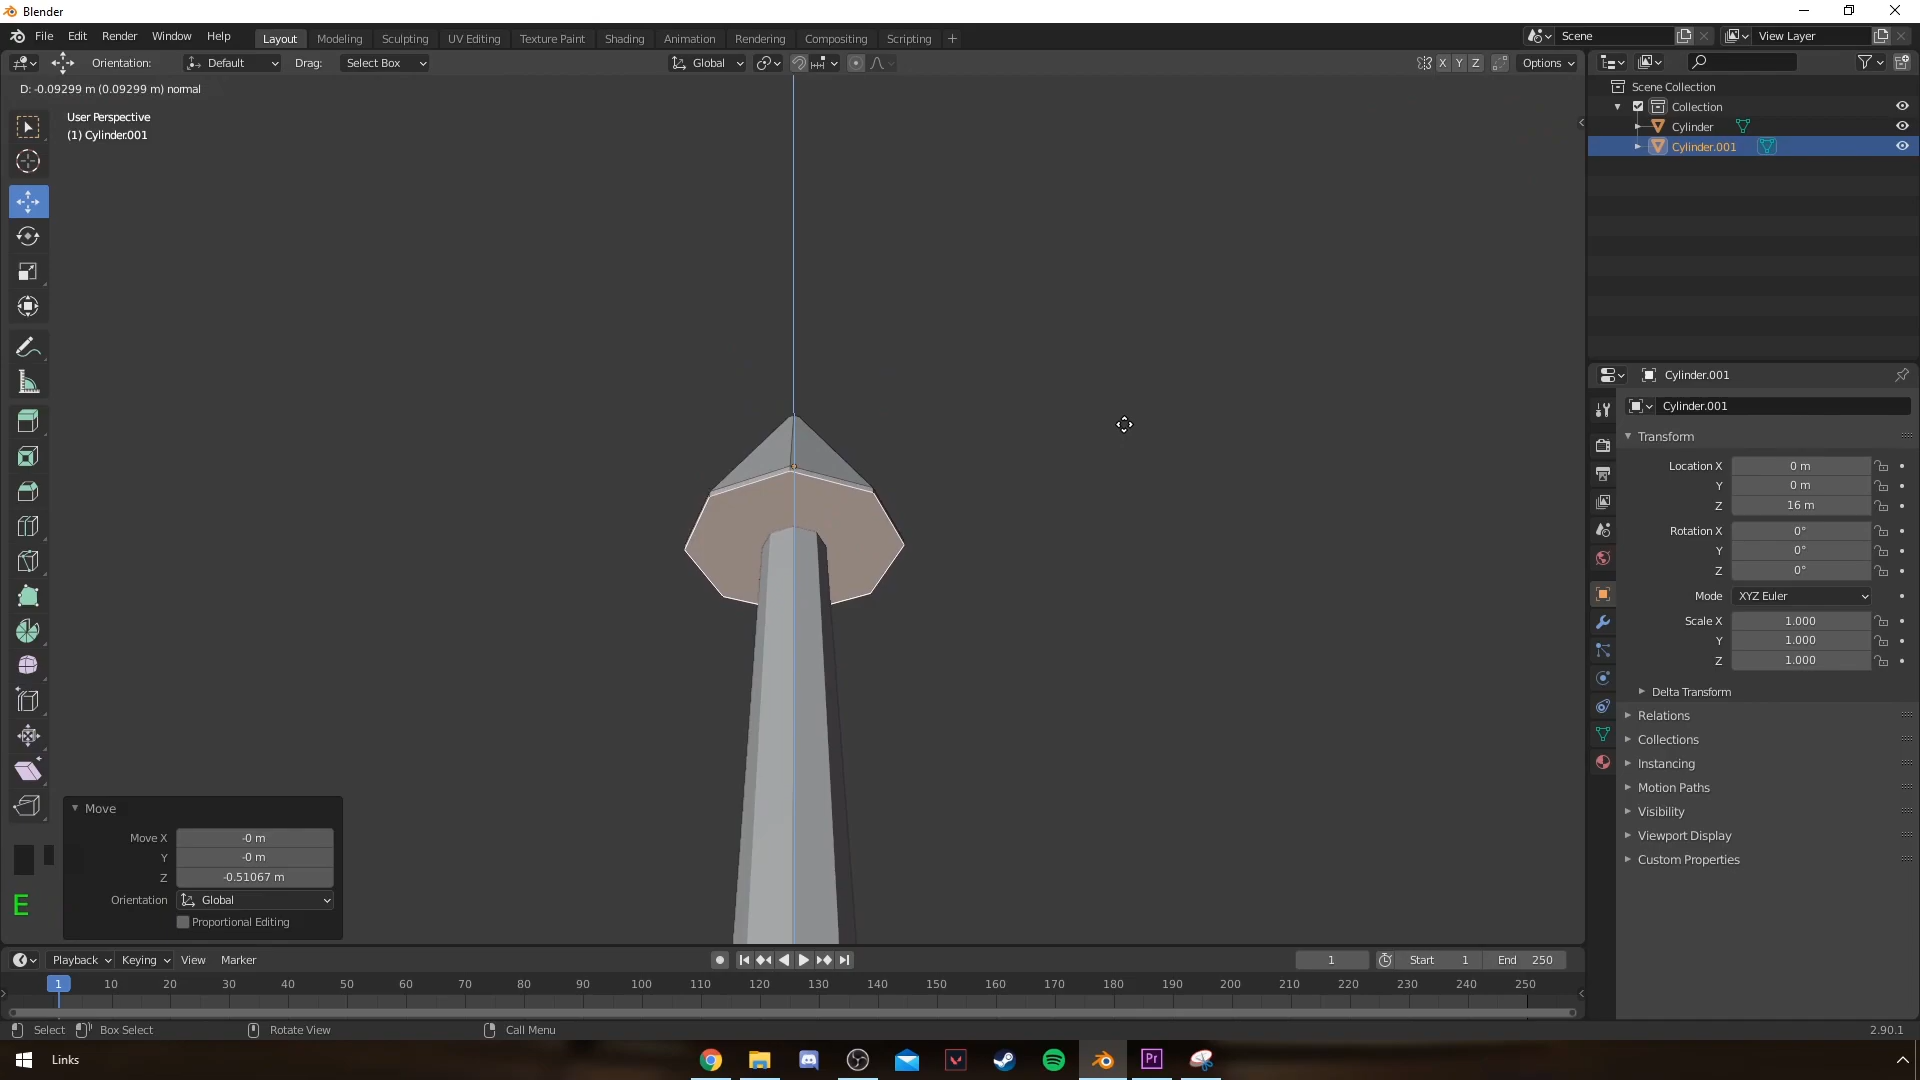 Blender
File Edit Render Window Help
Layout Modeling Sculpting UV Editing Texture Paint Shading Animation Rendering Compositing Scripting +
Scene
View Layer
Orientation: Default Drag: Select Box
Global
X Y Z
Options
D: -0.09299 m (0.09299 m) normal
User Perspective
(1) Cylinder.001
Scene Collection
Collection
Cylinder
Cylinder.001
Cylinder.001
Cylinder.001
Transform
Location X 0 m
Y 0 m
Z 16 m
Rotation X 0°
Y 0°
Z 0°
Mode XYZ Euler
Scale X 1.000
Y 1.000
Z 1.000
Delta Transform
Relations
Collections
Instancing
Motion Paths
Visibility
Viewport Display
Custom Properties
Move
Move X -0 m
Y -0 m
Z -0.51067 m
Orientation Global
Proportional Editing
E
Playback Keying View Marker
1
Start 1
End 250
1 10 20 30 40 50 60 70 80 90 100 110 120 130 140 150 160 170 180 190 200 210 220 230 240 250
Select Box Select Rotate View Call Menu
2.90.1
Links
Pr